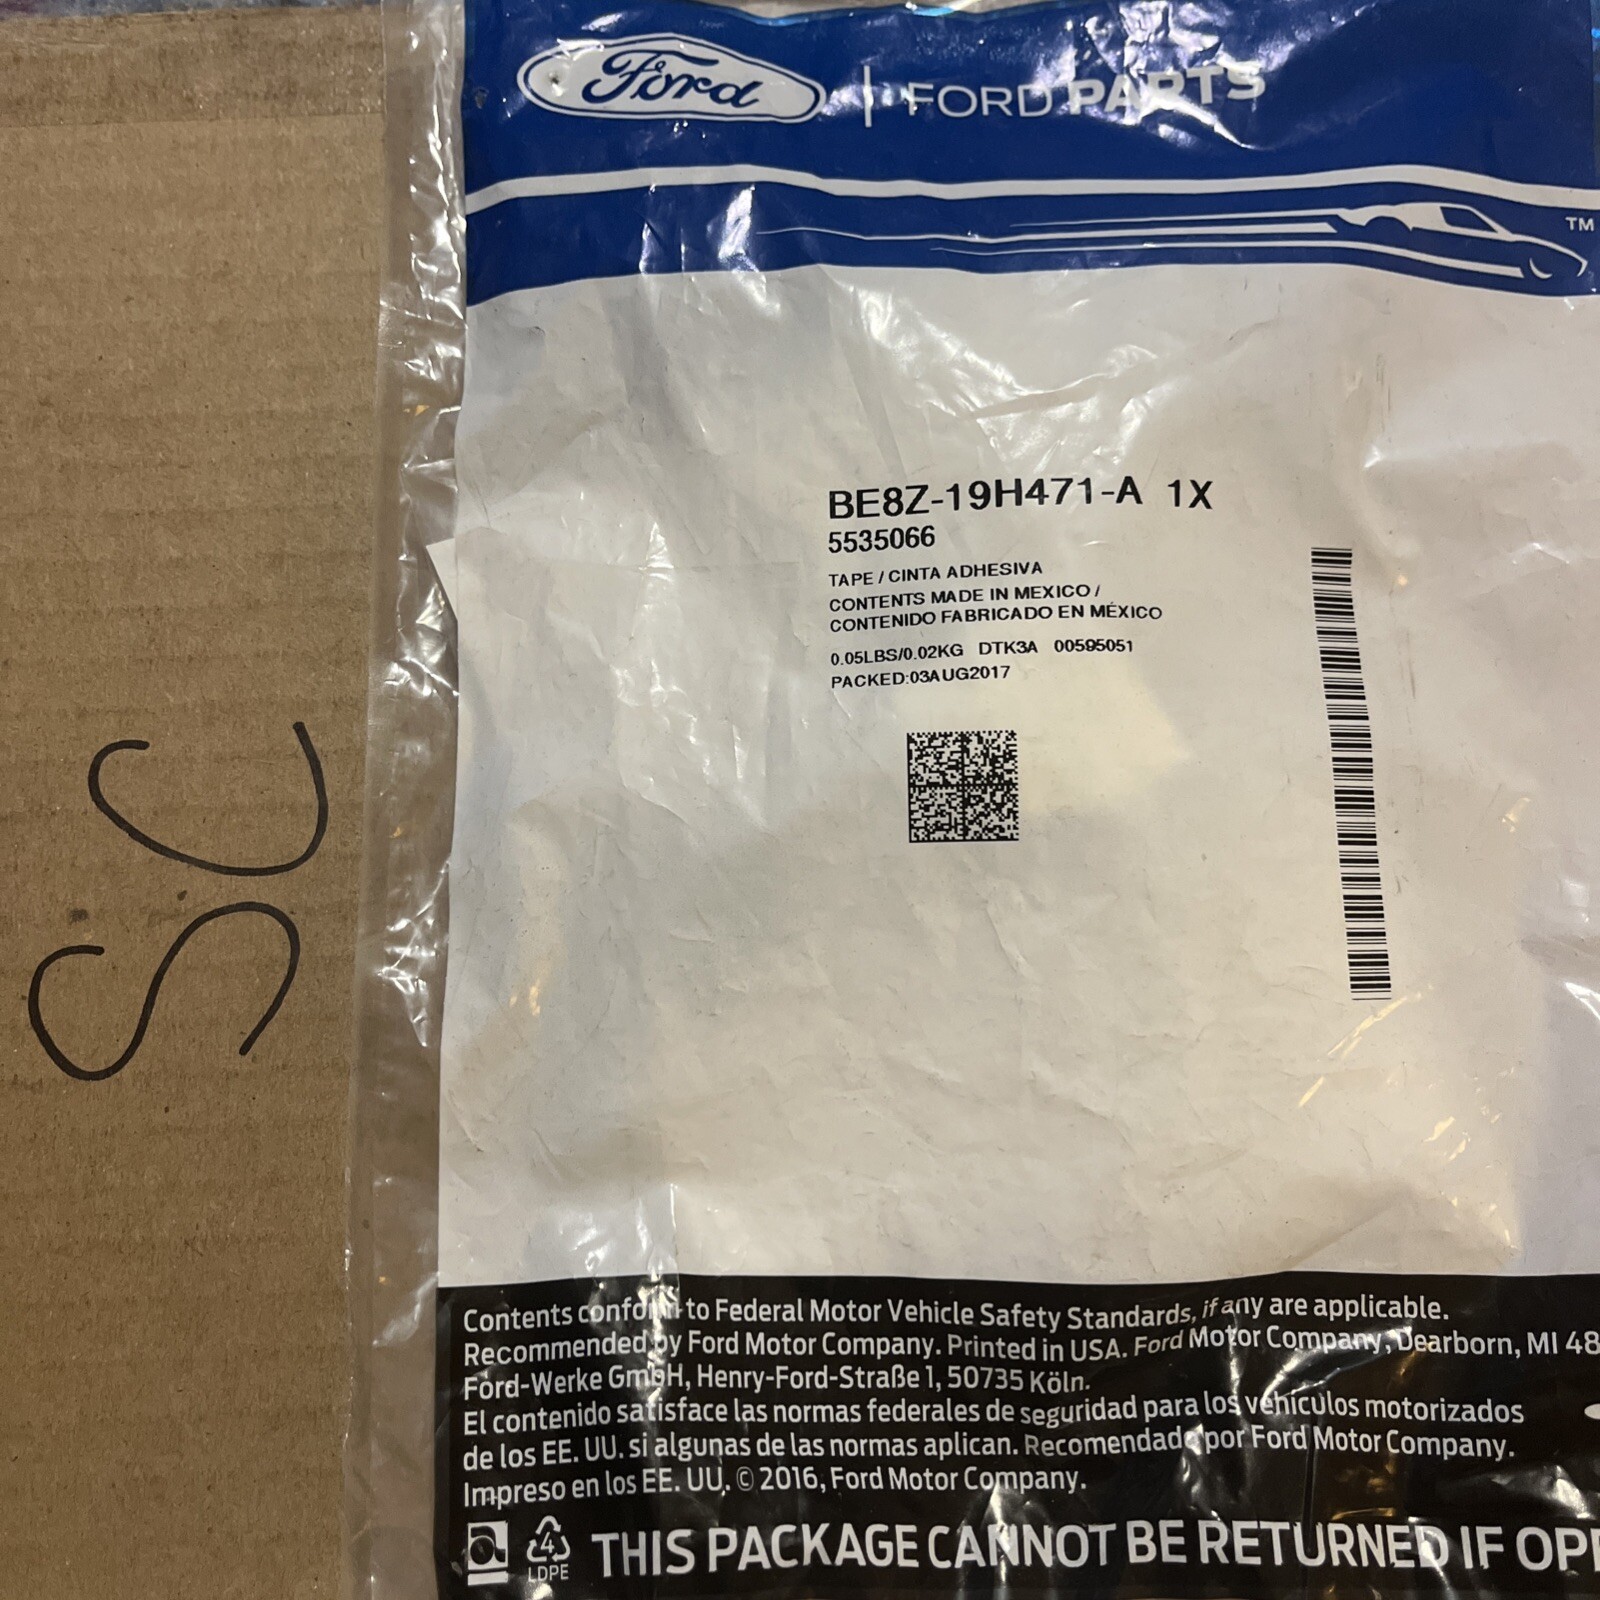 Ford | FORD PARTS
TM
BE8Z-19H471-A 1X
5535066
TAPE / CINTA ADHESIVA
CONTENTS MADE IN MEXICO /
CONTENIDO FABRICADO EN MÉXICO
0.05LBS/0.02KG DTK3A 00595051
PACKED:03AUG2017
SC
Contents conform to Federal Motor Vehicle Safety Standards, if any are applicable.
Recommended by Ford Motor Company. Printed in USA. Ford Motor Company, Dearborn, MI 48
Ford-Werke GmbH, Henry-Ford-Straße 1, 50735 Köln.
El contenido satisface las normas federales de seguridad para los vehículos motorizados
de los EE. UU. si algunas de las normas aplican. Recomendado por Ford Motor Company.
Impreso en los EE. UU. © 2016, Ford Motor Company.
4
LDPE
THIS PACKAGE CANNOT BE RETURNED IF OPE